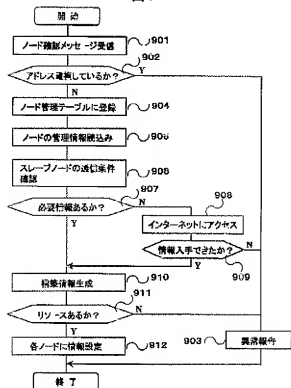 開始
ノード確認メッセージ受信
901
902
アドレス重複しているか?
Y
N
ノード管理テーブルに登録
904
ノードの管理情報読込み
905
スレーブノードの通信条件
確認
906
907
必要情報あるか?
N
908
Y
インターネットにアクセス
情報入手できたか?
N
Y
909
構築情報生成
910
911
リソースあるか?
N
Y
903
異常報告
各ノードに情報設定
912
終了